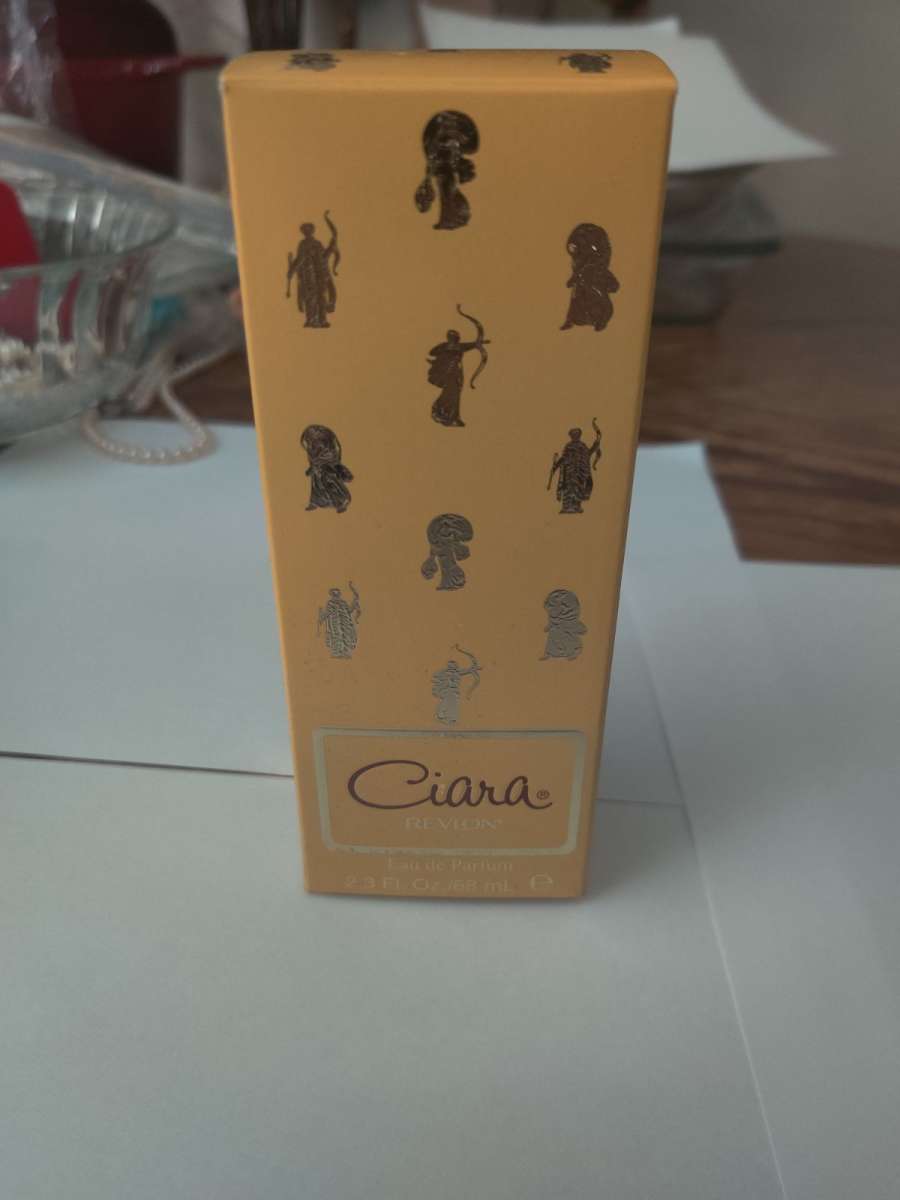 Ciara®
REVLON®
Eau de Parfum
2.3 Fl. Oz./68 mL ℮